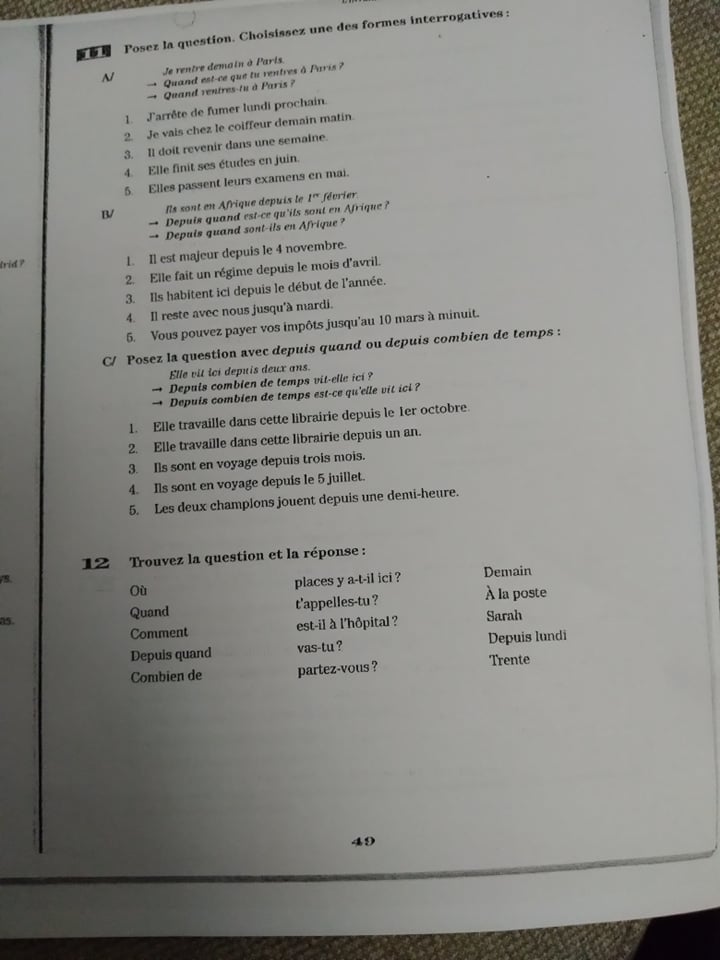 11 Posez la question. Choisissez une des formes interrogatives :
A/ Je rentre demain à Paris.
→ Quand est-ce que tu rentres à Paris ?
→ Quand rentres-tu à Paris ?
1. J'arrête de fumer lundi prochain.
2. Je vais chez le coiffeur demain matin.
3. Il doit revenir dans une semaine.
4. Elle finit ses études en juin.
5. Elles passent leurs examens en mai.
B/ Ils sont en Afrique depuis le 1er février.
→ Depuis quand est-ce qu'ils sont en Afrique ?
→ Depuis quand sont-ils en Afrique ?
1. Il est majeur depuis le 4 novembre.
2. Elle fait un régime depuis le mois d'avril.
3. Ils habitent ici depuis le début de l'année.
4. Il reste avec nous jusqu'à mardi.
5. Vous pouvez payer vos impôts jusqu'au 10 mars à minuit.
C/ Posez la question avec depuis quand ou depuis combien de temps :
Elle vit ici depuis deux ans.
→ Depuis combien de temps vit-elle ici ?
→ Depuis combien de temps est-ce qu'elle vit ici ?
1. Elle travaille dans cette librairie depuis le 1er octobre.
2. Elle travaille dans cette librairie depuis un an.
3. Ils sont en voyage depuis trois mois.
4. Ils sont en voyage depuis le 5 juillet.
5. Les deux champions jouent depuis une demi-heure.
12 Trouvez la question et la réponse :
Où places y a-t-il ici ? Demain
Quand t'appelles-tu ? À la poste
Comment est-il à l'hôpital ? Sarah
Depuis quand vas-tu ? Depuis lundi
Combien de partez-vous ? Trente
49